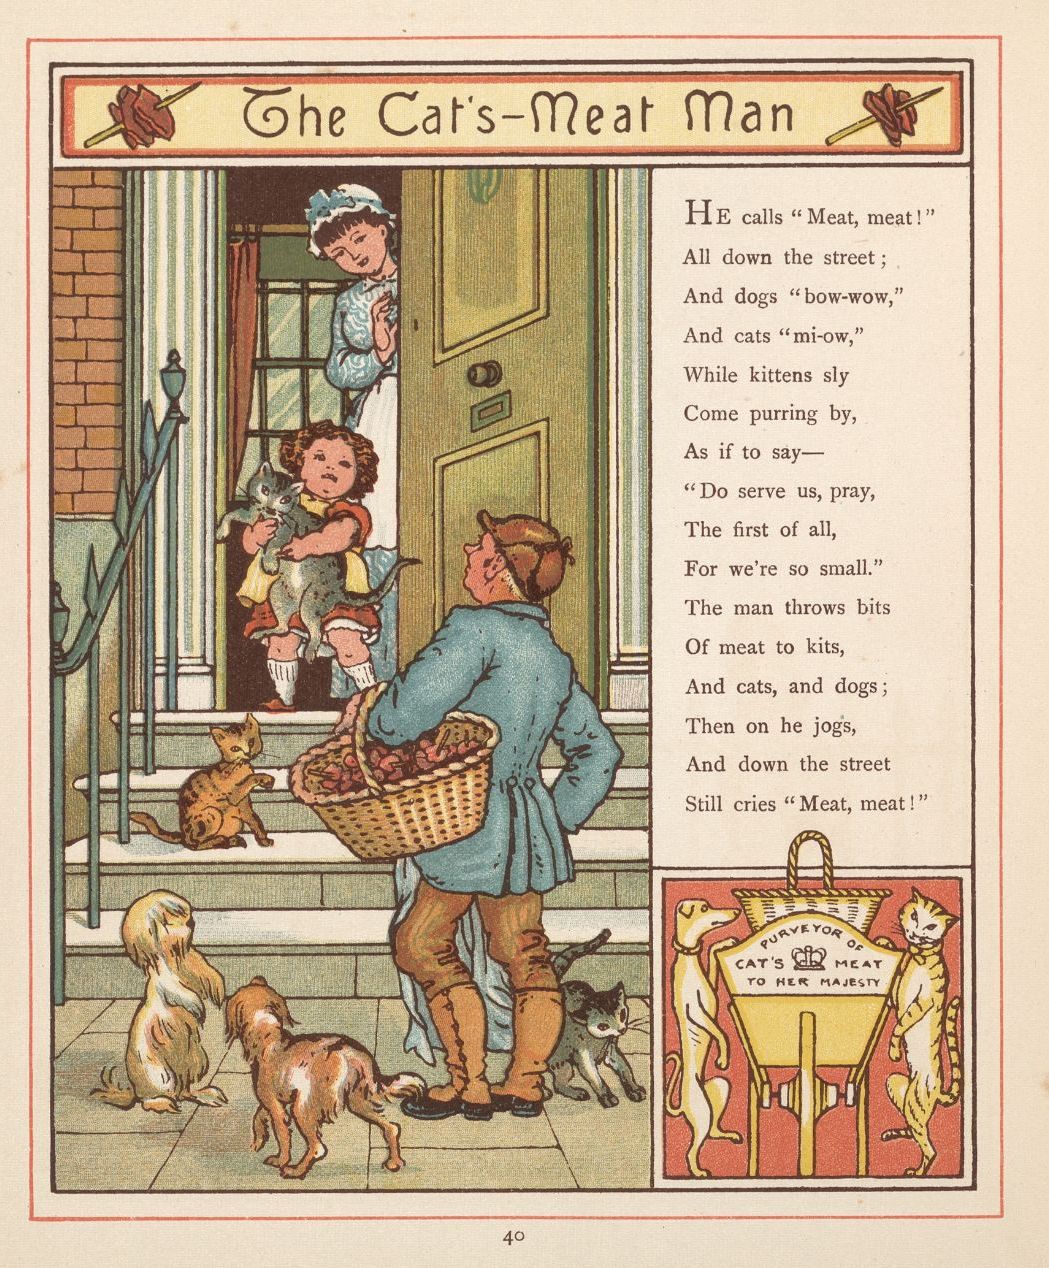 The Cat's-Meat Man
HE calls “Meat, meat!”
All down the street;
And dogs “bow-wow,”
And cats “mi-ow,”
While kittens sly
Come purring by,
As if to say—
“Do serve us, pray,
The first of all,
For we're so small.”
The man throws bits
Of meat to kits,
And cats, and dogs;
Then on he jogs,
And down the street
Still cries “Meat, meat!”
PURVEYOR OF
CAT'S MEAT
TO HER MAJESTY
40